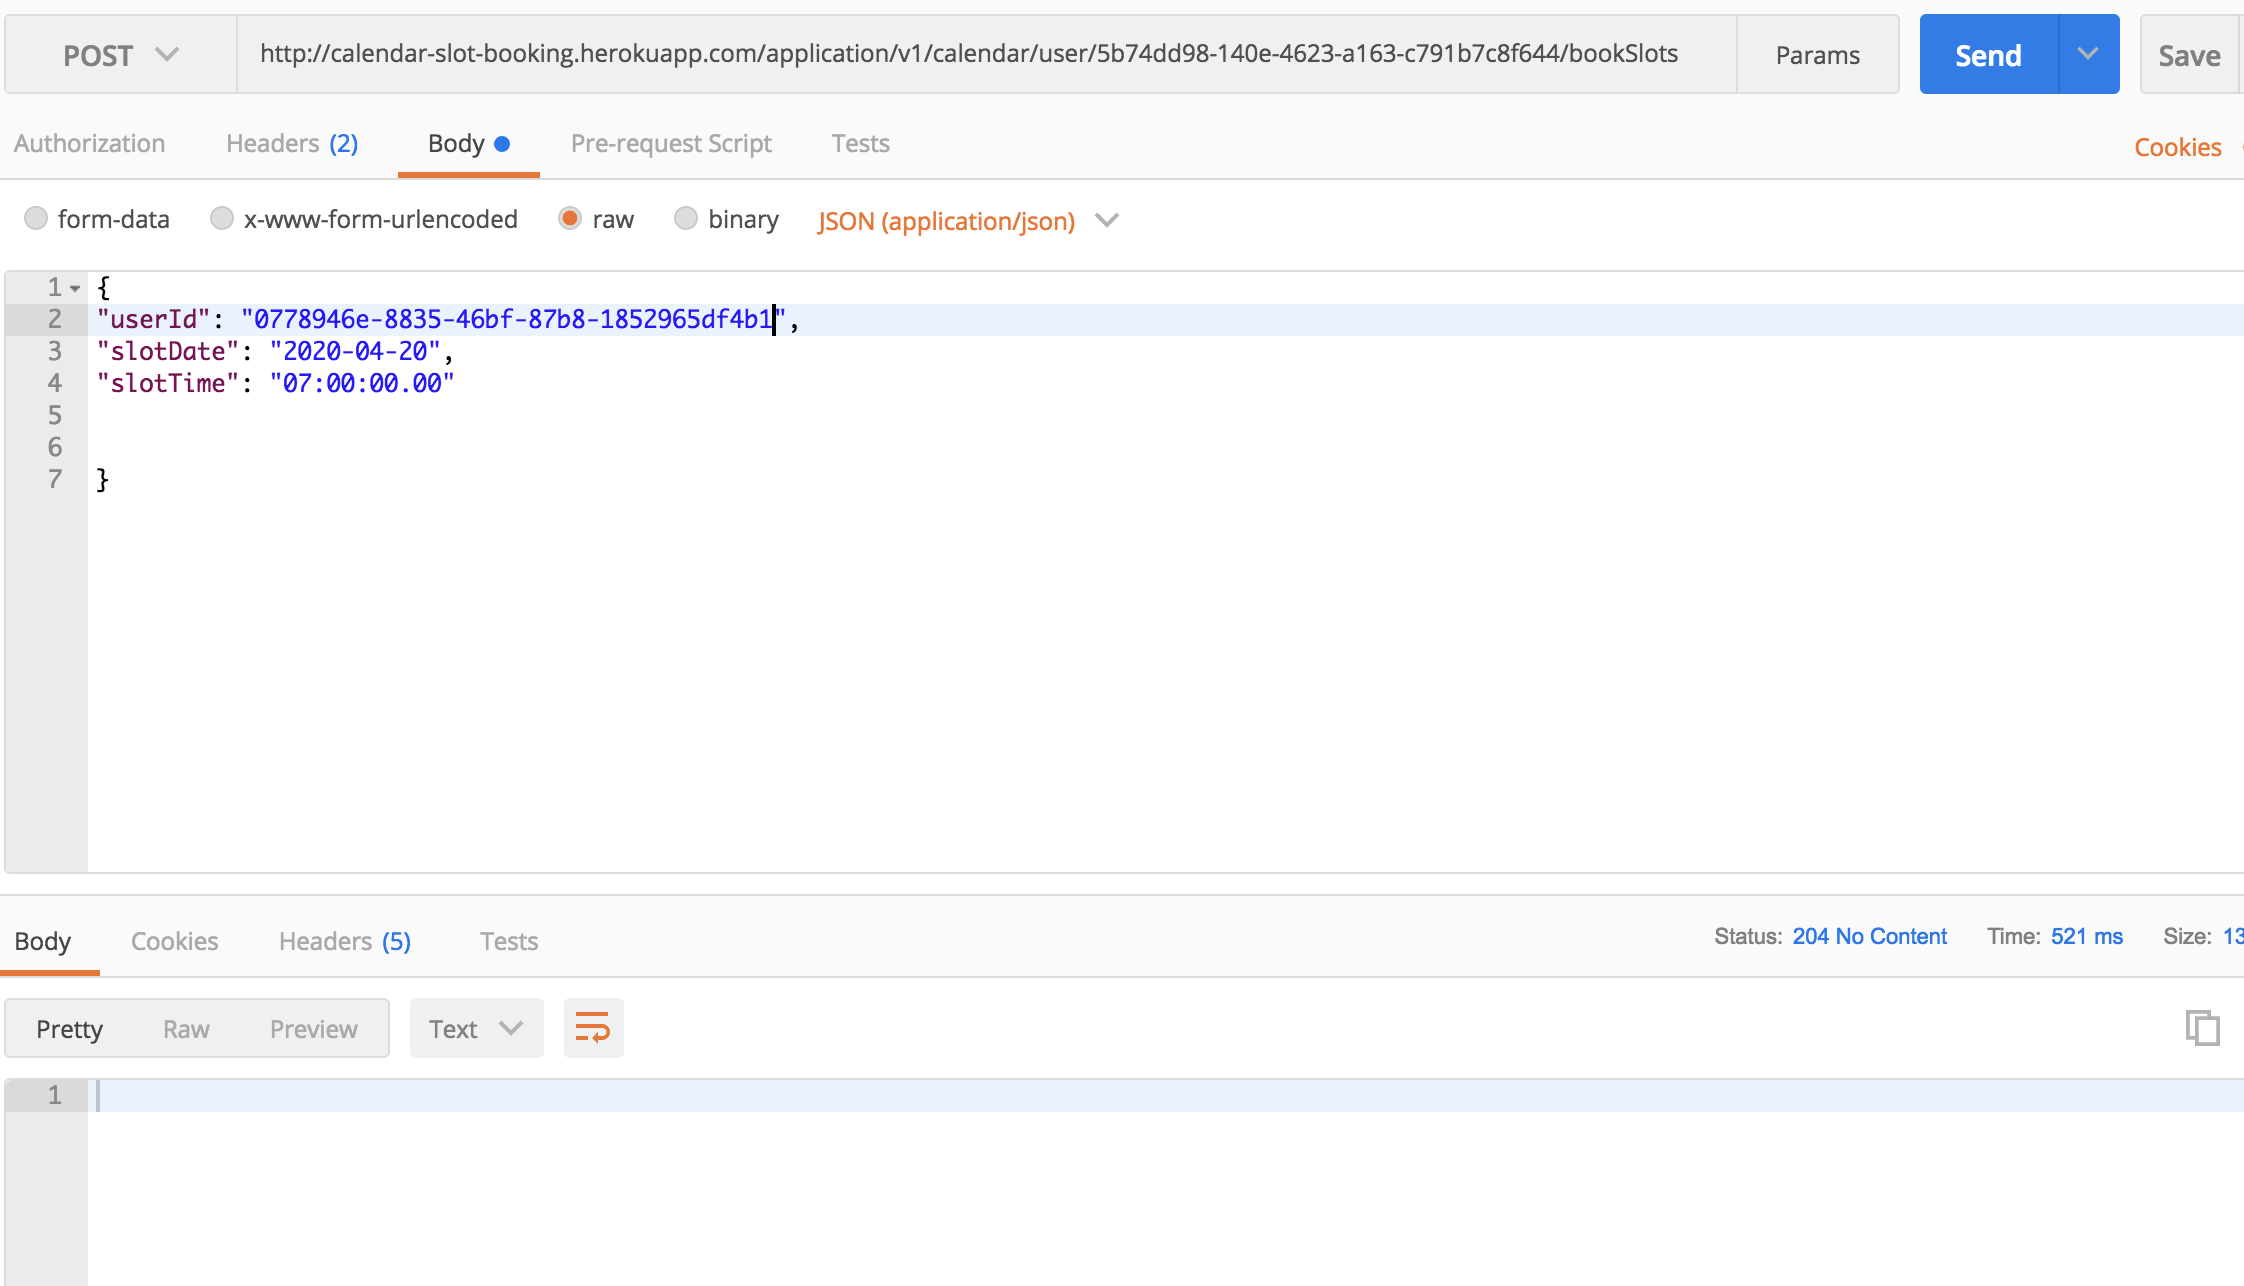 POST http://calendar-slot-booking.herokuapp.com/application/v1/calendar/user/5b74dd98-140e-4623-a163-c791b7c8f644/bookSlots Params Send Save
Authorization Headers (2) Body Pre-request Script Tests Cookies
form-data x-www-form-urlencoded raw binary JSON (application/json)
1 {
2 "userId": "0778946e-8835-46bf-87b8-1852965df4b1",
3 "slotDate": "2020-04-20",
4 "slotTime": "07:00:00.00"
5
6
7 }
Body Cookies Headers (5) Tests Status: 204 No Content Time: 521 ms Size: 13
Pretty Raw Preview Text
1